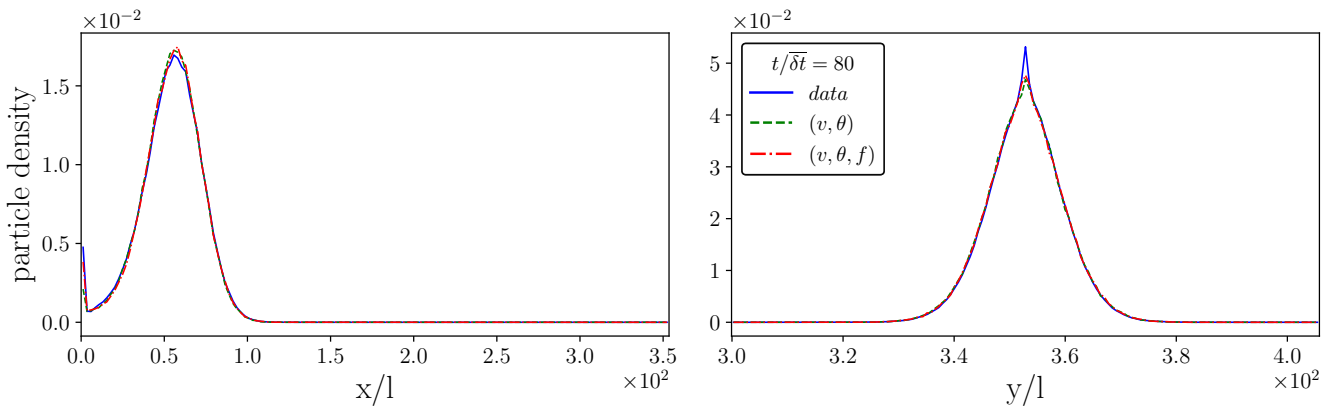 ×10⁻²
particle density
1.5
1.0
0.5
0.0
0.0 0.5 1.0 1.5 2.0 2.5 3.0 3.5
x/l
×10²
×10⁻²
5
4
3
2
1
0
t/δt̅ = 80
data
(v, θ)
(v, θ, f)
3.0 3.2 3.4 3.6 3.8 4.0
y/l
×10²